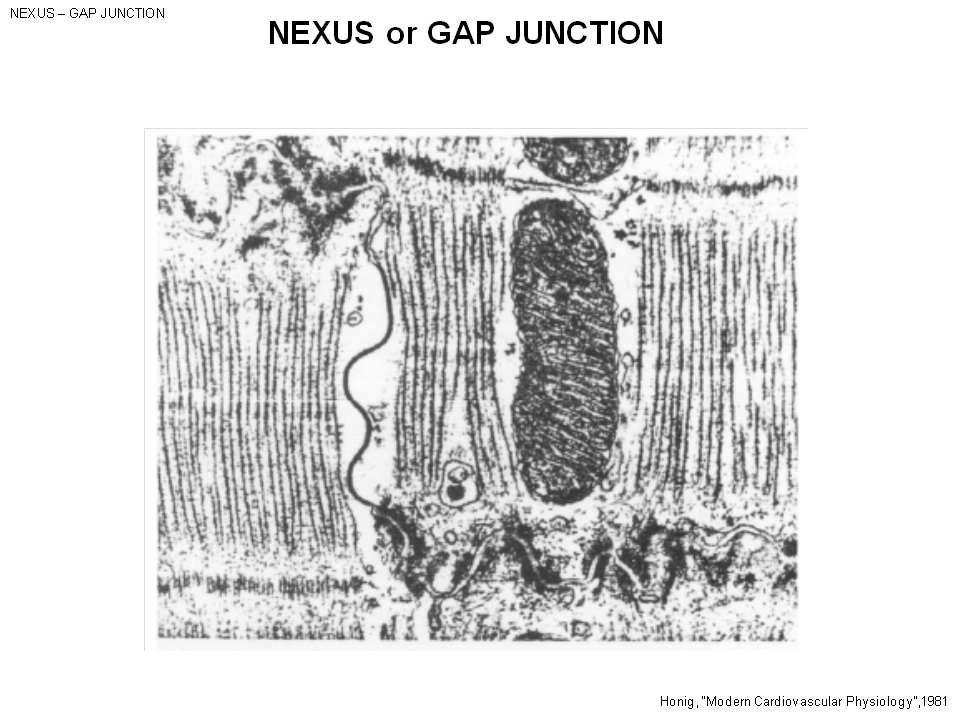 NEXUS – GAP JUNCTION
NEXUS or GAP JUNCTION
Honig, "Modern Cardiovascular Physiology",1981